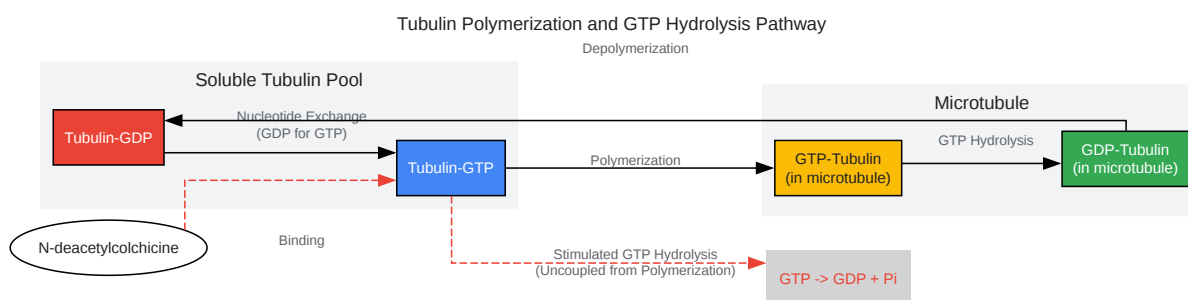 Tubulin Polymerization and GTP Hydrolysis Pathway
Depolymerization
Soluble Tubulin Pool
Microtubule
Nucleotide Exchange
(GDP for GTP)
Tubulin-GDP
Tubulin-GTP
Polymerization
GTP-Tubulin
(in microtubule)
GTP Hydrolysis
GDP-Tubulin
(in microtubule)
N-deacetylcolchicine
Binding
Stimulated GTP Hydrolysis
(Uncoupled from Polymerization)
GTP -> GDP + Pi